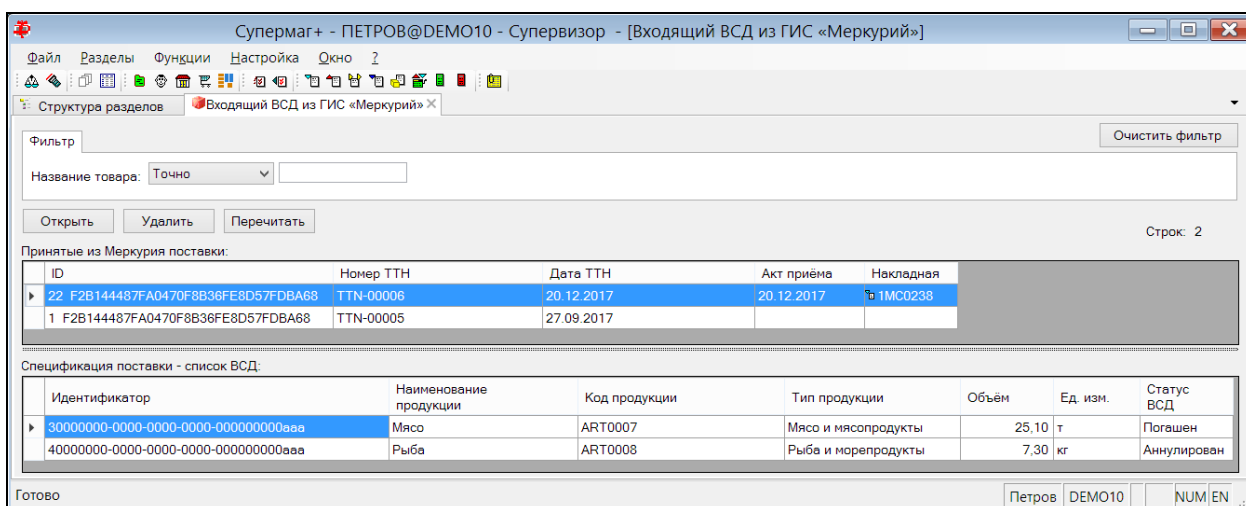 Супермаг+ - ПЕТРОВ@DEMO10 - Супервизор - [Входящий ВСД из ГИС «Меркурий»]
Файл Разделы Функции Настройка Окно ?
Структура разделов Входящий ВСД из ГИС «Меркурий»
Фильтр Очистить фильтр
Название товара: Точно
Открыть Удалить Перечитать
Строк: 2
Принятые из Меркурия поставки:
ID Номер ТТН Дата ТТН Акт приёма Накладная
22 F2B144487FA0470F8B36FE8D57FDBA68 TTN-00006 20.12.2017 20.12.2017 1МС0238
1 F2B144487FA0470F8B36FE8D57FDBA68 TTN-00005 27.09.2017
Спецификация поставки - список ВСД:
Идентификатор Наименование продукции Код продукции Тип продукции Объём Ед. изм. Статус ВСД
30000000-0000-0000-0000-000000000aaa Мясо ART0007 Мясо и мясопродукты 25,10 т Погашен
40000000-0000-0000-0000-000000000aaa Рыба ART0008 Рыба и морепродукты 7,30 кг Аннулирован
Готово Петров DEMO10 NUM EN